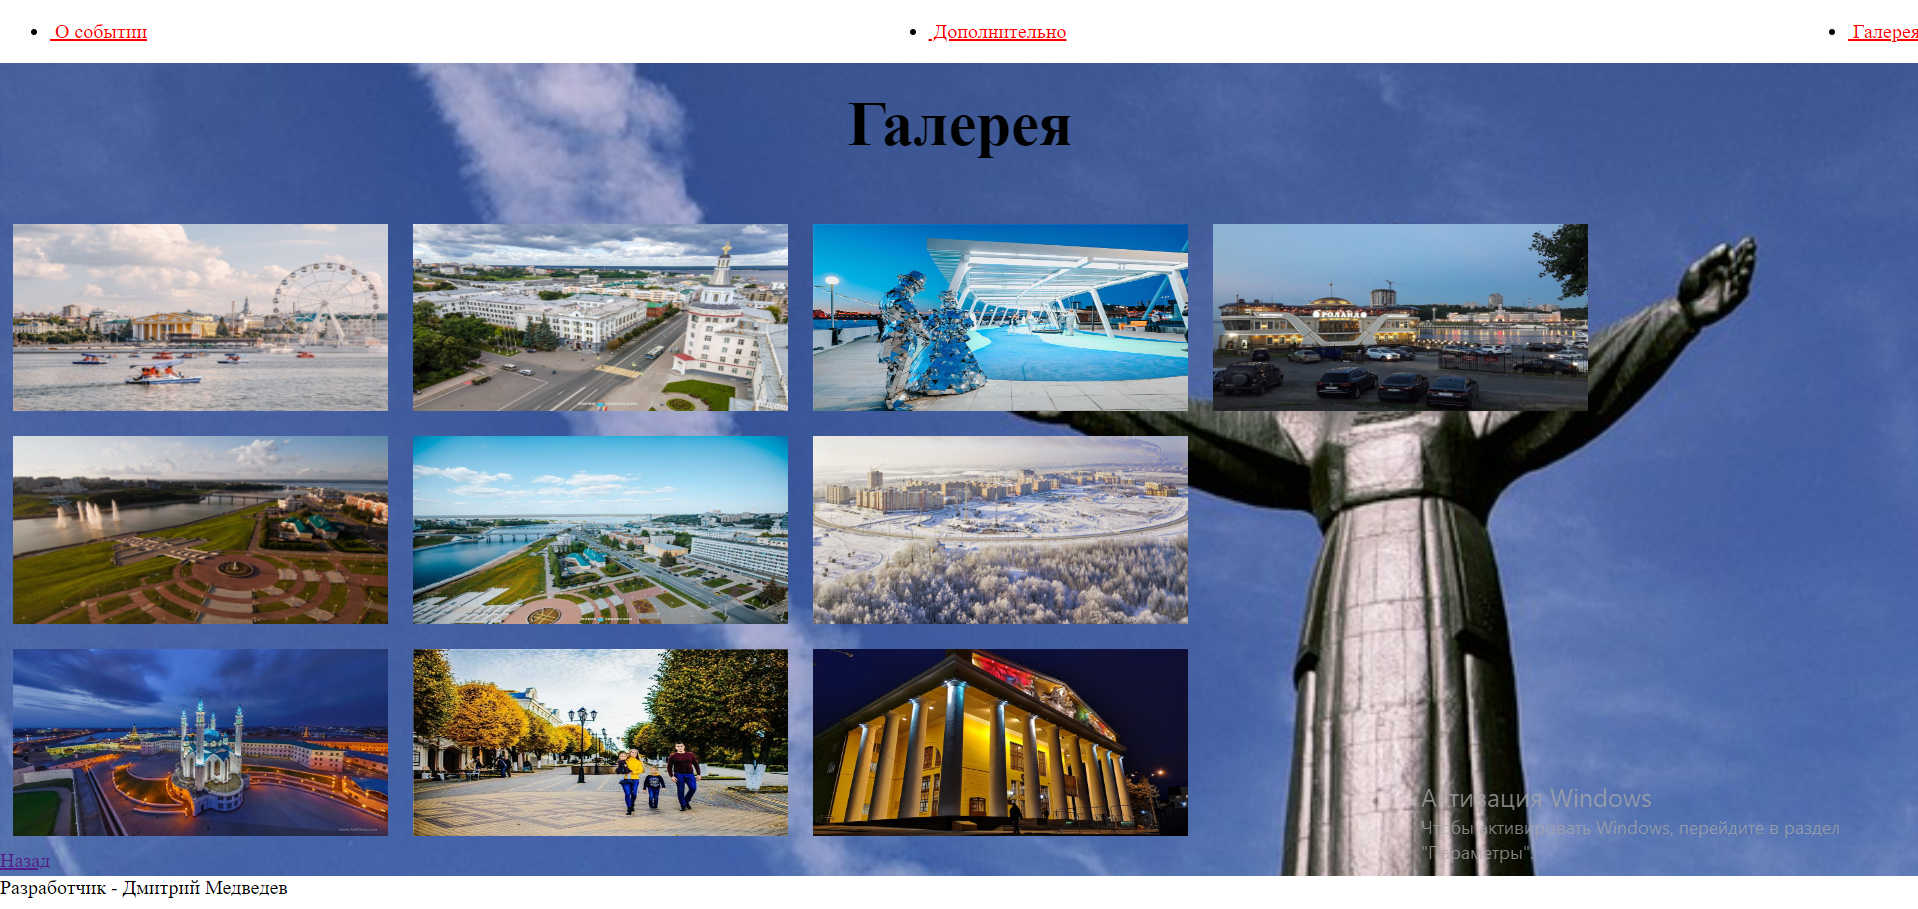 О событии
Дополнительно
Галерея
Галерея
Назад
Разработчик - Дмитрий Медведев
Активация Windows
Чтобы активировать Windows, перейдите в раздел
"Параметры".